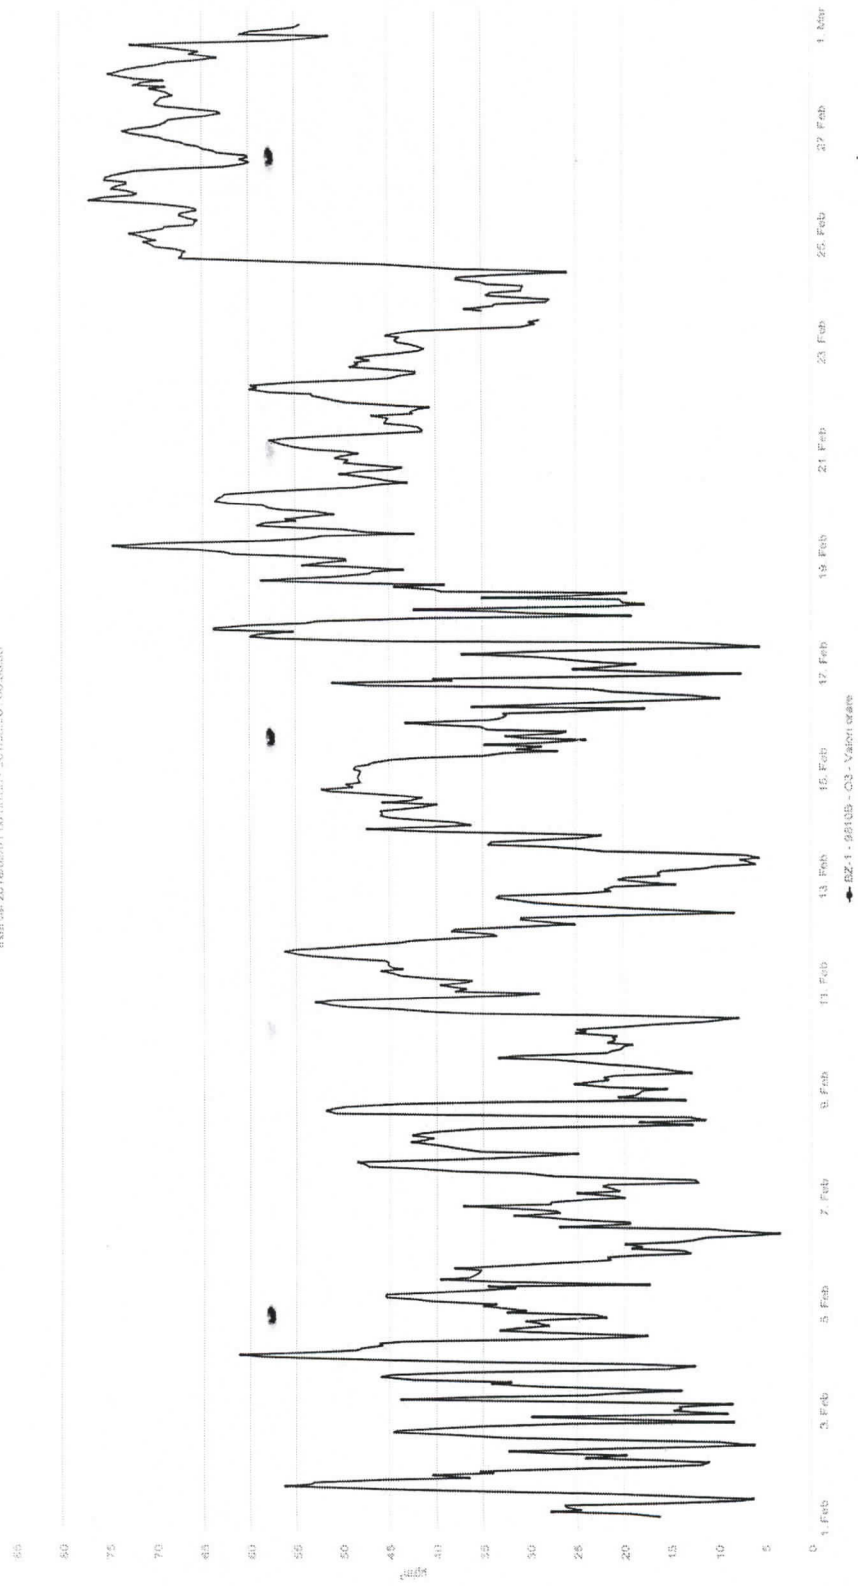 85
80
75
70
65
60
55
50
45
40
35
30
25
20
15
10
5
0
1. Feb
3. Feb
5. Feb
7. Feb
9. Feb
11. Feb
13. Feb
15. Feb
17. Feb
19. Feb
21. Feb
23. Feb
25. Feb
27. Feb
1. Mar
BZ-1 - 9810B - O3 - Valori orare